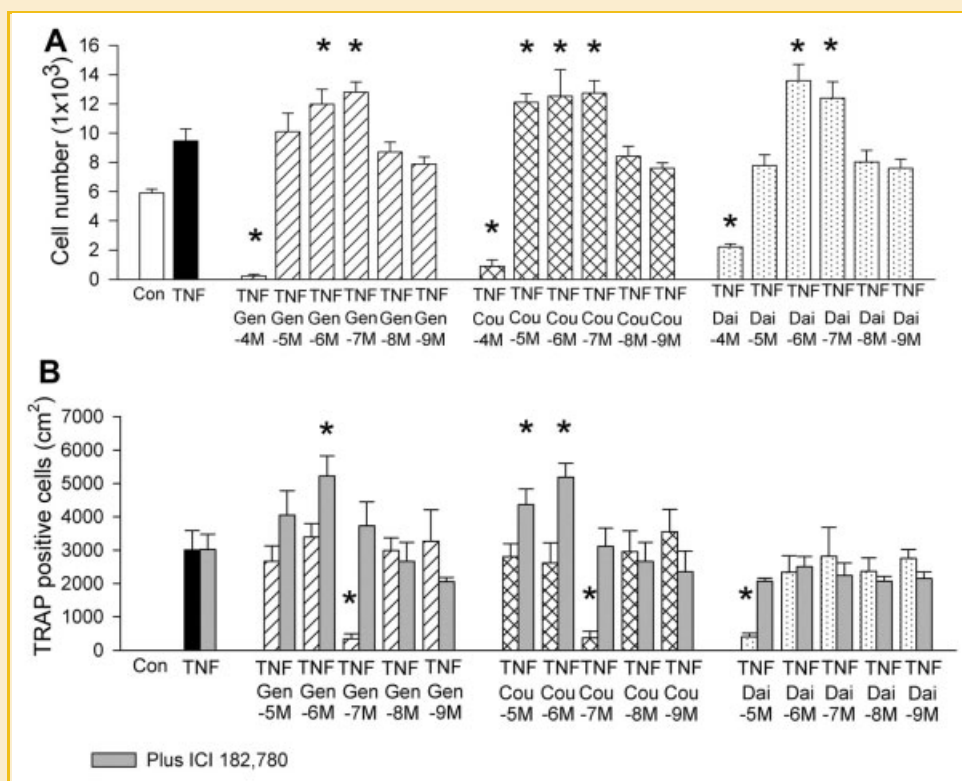 A
Cell number (1x10³)
16
14
12
10
8
6
4
2
0
* * * * * * * *
* * *
Con TNF TNF TNF TNF TNF TNF TNF TNF TNF TNF TNF TNF TNF TNF TNF TNF TNF TNF TNF
Gen Gen Gen Gen Gen Gen Cou Cou Cou Cou Cou Cou Dai Dai Dai Dai Dai Dai
-4M -5M -6M -7M -8M -9M -4M -5M -6M -7M -8M -9M -4M -5M -6M -7M -8M -9M
B
TRAP positive cells (cm²)
7000
6000
5000
4000
3000
2000
1000
0
* * *
* * *
Con TNF TNF TNF TNF TNF TNF TNF TNF TNF TNF TNF TNF TNF TNF TNF TNF
Gen Gen Gen Gen Gen Cou Cou Cou Cou Cou Dai Dai Dai Dai Dai
-5M -6M -7M -8M -9M -5M -6M -7M -8M -9M -5M -6M -7M -8M -9M
Plus ICI 182,780